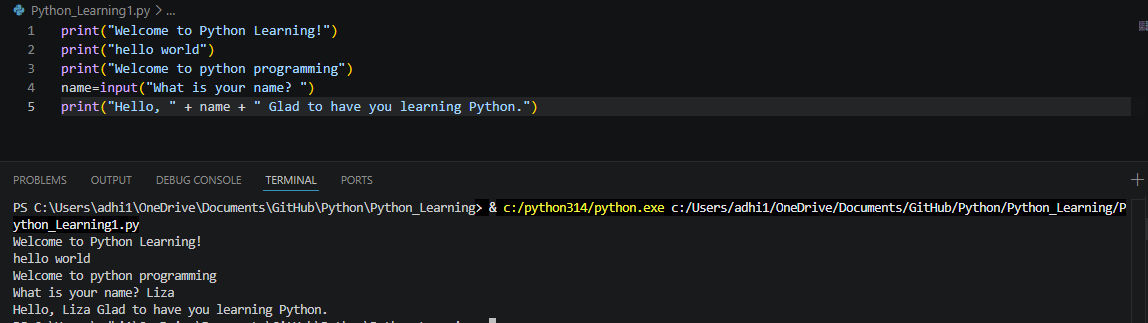 Python_Learning1.py > ...
1 print("Welcome to Python Learning!")
2 print("hello world")
3 print("Welcome to python programming")
4 name=input("What is your name? ")
5 print("Hello, " + name + " Glad to have you learning Python.")
PROBLEMS OUTPUT DEBUG CONSOLE TERMINAL PORTS
PS C:\Users\adhi1\OneDrive\Documents\GitHub\Python\Python_Learning> & c:/python314/python.exe c:/Users/adhi1/OneDrive/Documents/GitHub/Python/Python_Learning/P
ython_Learning1.py
Welcome to Python Learning!
hello world
Welcome to python programming
What is your name? Liza
Hello, Liza Glad to have you learning Python.